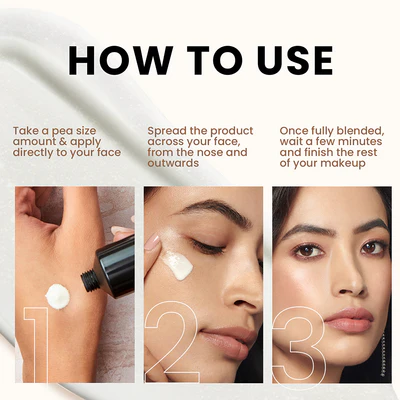 HOW TO USE
Take a pea size
amount & apply
directly to your face
Spread the product
across your face,
from the nose and
outwards
Once fully blended,
wait a few minutes
and finish the rest
of your makeup
1
2
3